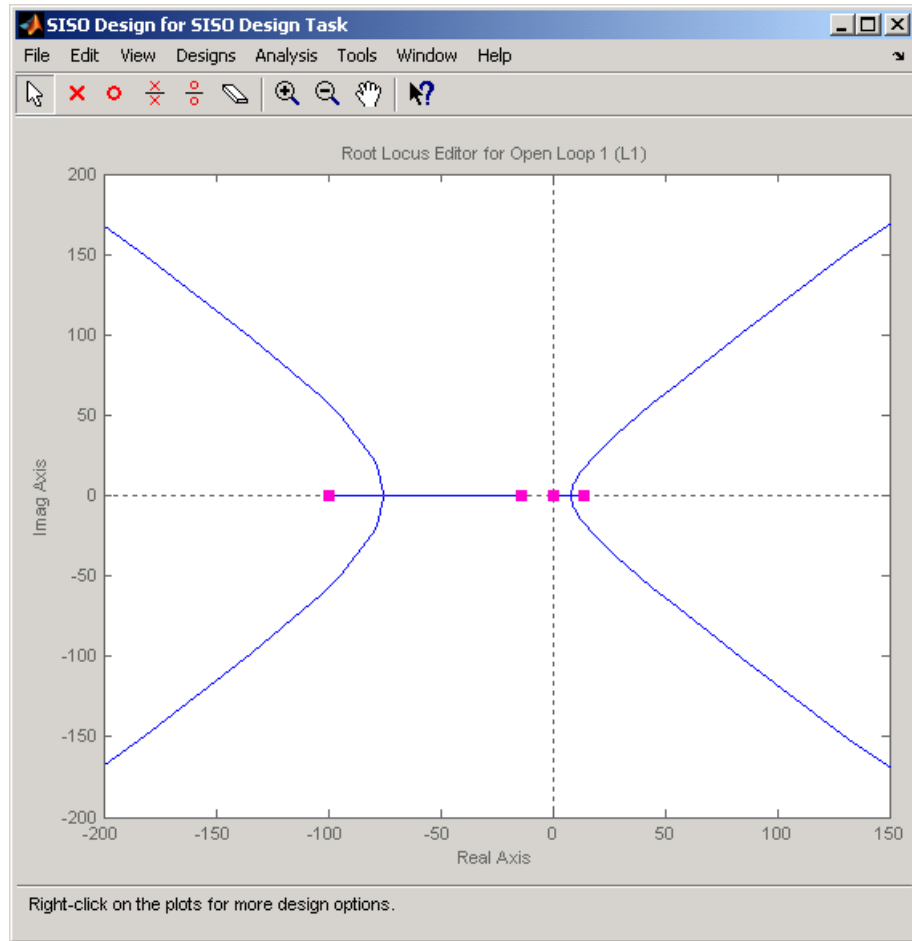 SISO Design for SISO Design Task
File Edit View Designs Analysis Tools Window Help
Root Locus Editor for Open Loop 1 (L1)
200
150
100
50
0
-50
-100
-150
-200
Imag Axis
-200 -150 -100 -50 0 50 100 150
Real Axis
Right-click on the plots for more design options.